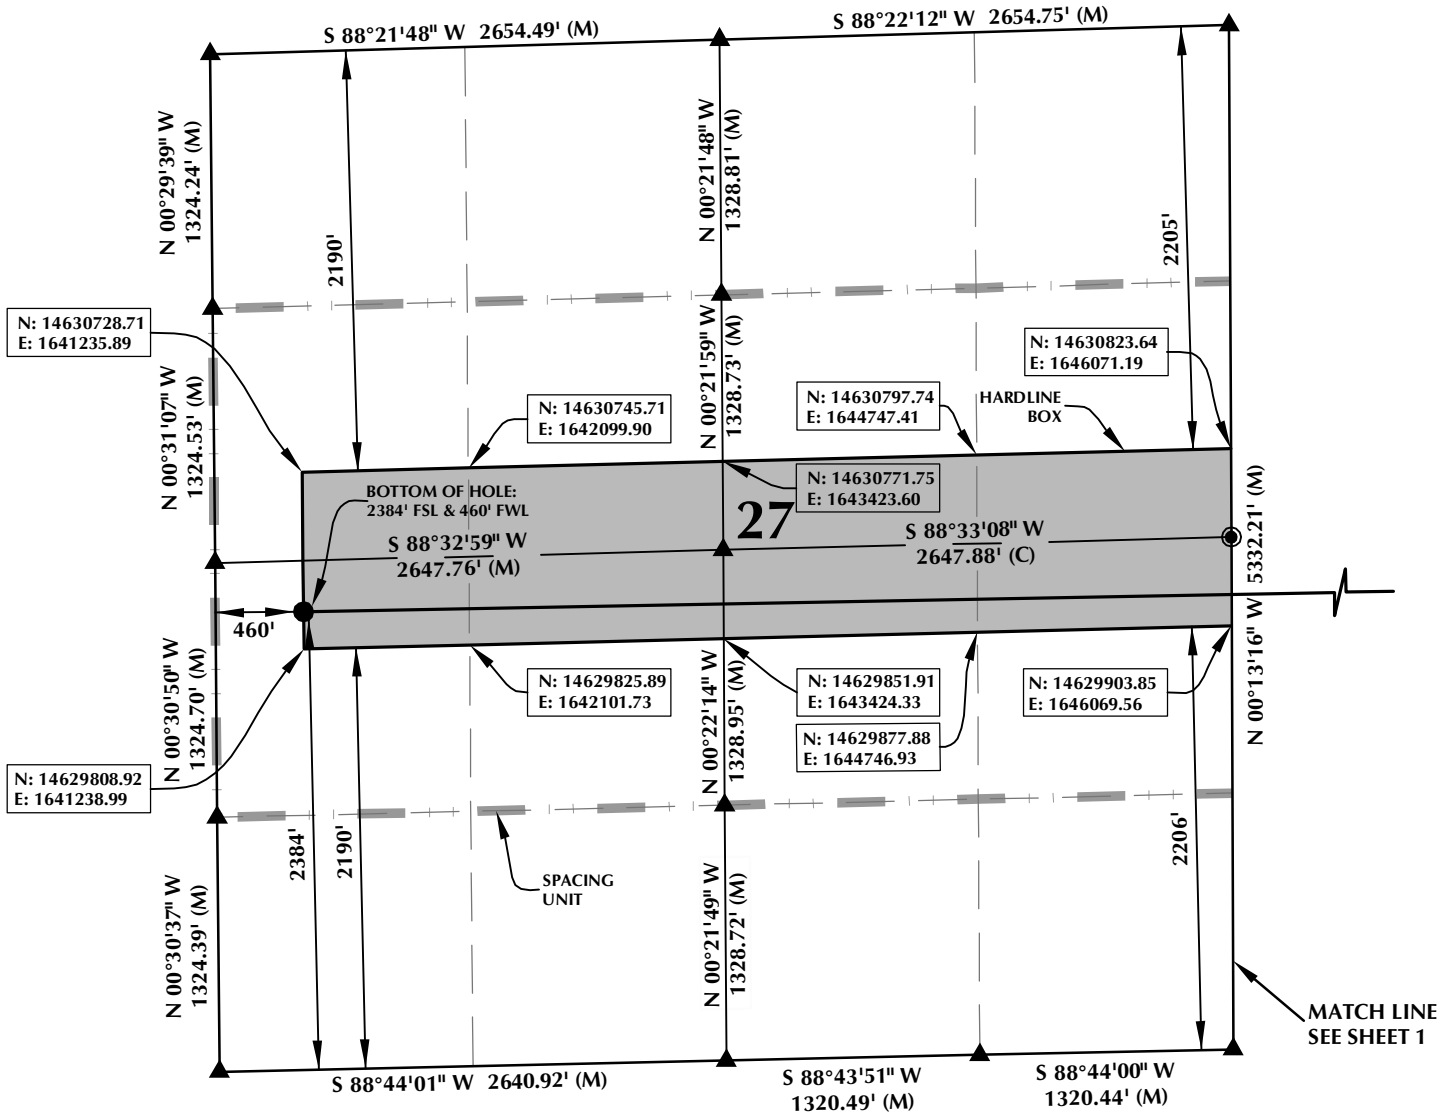 S 88°21'48" W 2654.49' (M)
S 88°22'12" W 2654.75' (M)
N 00°29'39" W
1324.24' (M)
2190'
N 00°21'48" W
1328.81' (M)
2205'
N: 14630728.71
E: 1641235.89
N 00°31'07" W
1324.53' (M)
N 00°21'59" W
1328.73' (M)
N: 14630823.64
E: 1646071.19
N: 14630745.71
E: 1642099.90
N: 14630797.74
E: 1644747.41
HARDLINE
BOX
N: 14630771.75
E: 1643423.60
BOTTOM OF HOLE:
2384' FSL & 460' FWL
27
S 88°32'59" W
2647.76' (M)
S 88°33'08" W
2647.88' (C)
N 00°13'16" W 5332.21' (M)
460'
N 00°30'50" W
1324.70' (M)
N 00°22'14" W
1328.95' (M)
N: 14629825.89
E: 1642101.73
N: 14629851.91
E: 1643424.33
N: 14629903.85
E: 1646069.56
N: 14629877.88
E: 1644746.93
N: 14629808.92
E: 1641238.99
2384'
2190'
2206'
SPACING
UNIT
N 00°30'37" W
1324.39' (M)
N 00°21'49" W
1328.72' (M)
MATCH LINE
SEE SHEET 1
S 88°44'01" W 2640.92' (M)
S 88°43'51" W
1320.49' (M)
S 88°44'00" W
1320.44' (M)